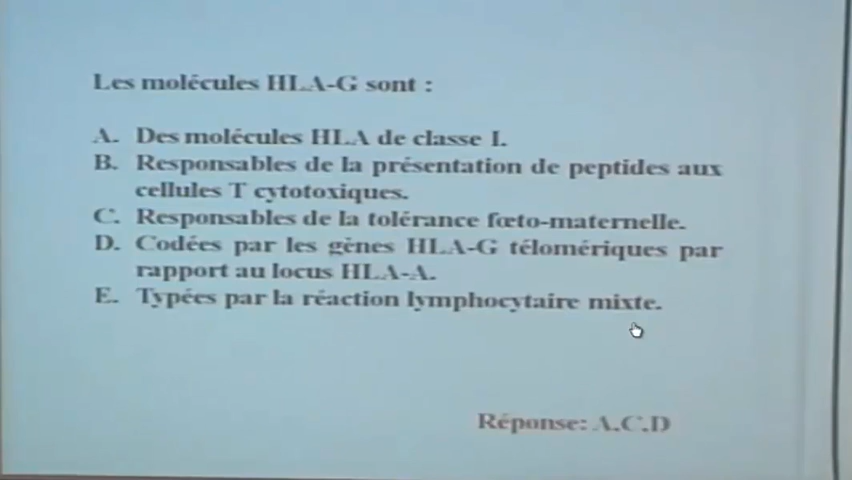 Les molécules HLA-G sont :
A. Des molécules HLA de classe I.
B. Responsables de la présentation de peptides aux
cellules T cytotoxiques.
C. Responsables de la tolérance fœto-maternelle.
D. Codées par les gènes HLA-G télomériques par
rapport au locus HLA-A.
E. Typées par la réaction lymphocytaire mixte.
Réponse: A.C.D